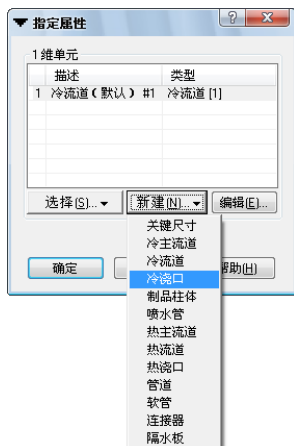 指定属性
1维单元
描述 类型
1 冷流道（默认） #1 冷流道 [1]
选择(S)... 新建(N)... 编辑(E)...
关键尺寸
冷主流道
冷流道
确定 帮助(H)
冷浇口
制品柱体
喷水管
热主流道
热流道
热浇口
管道
软管
连接器
隔水板